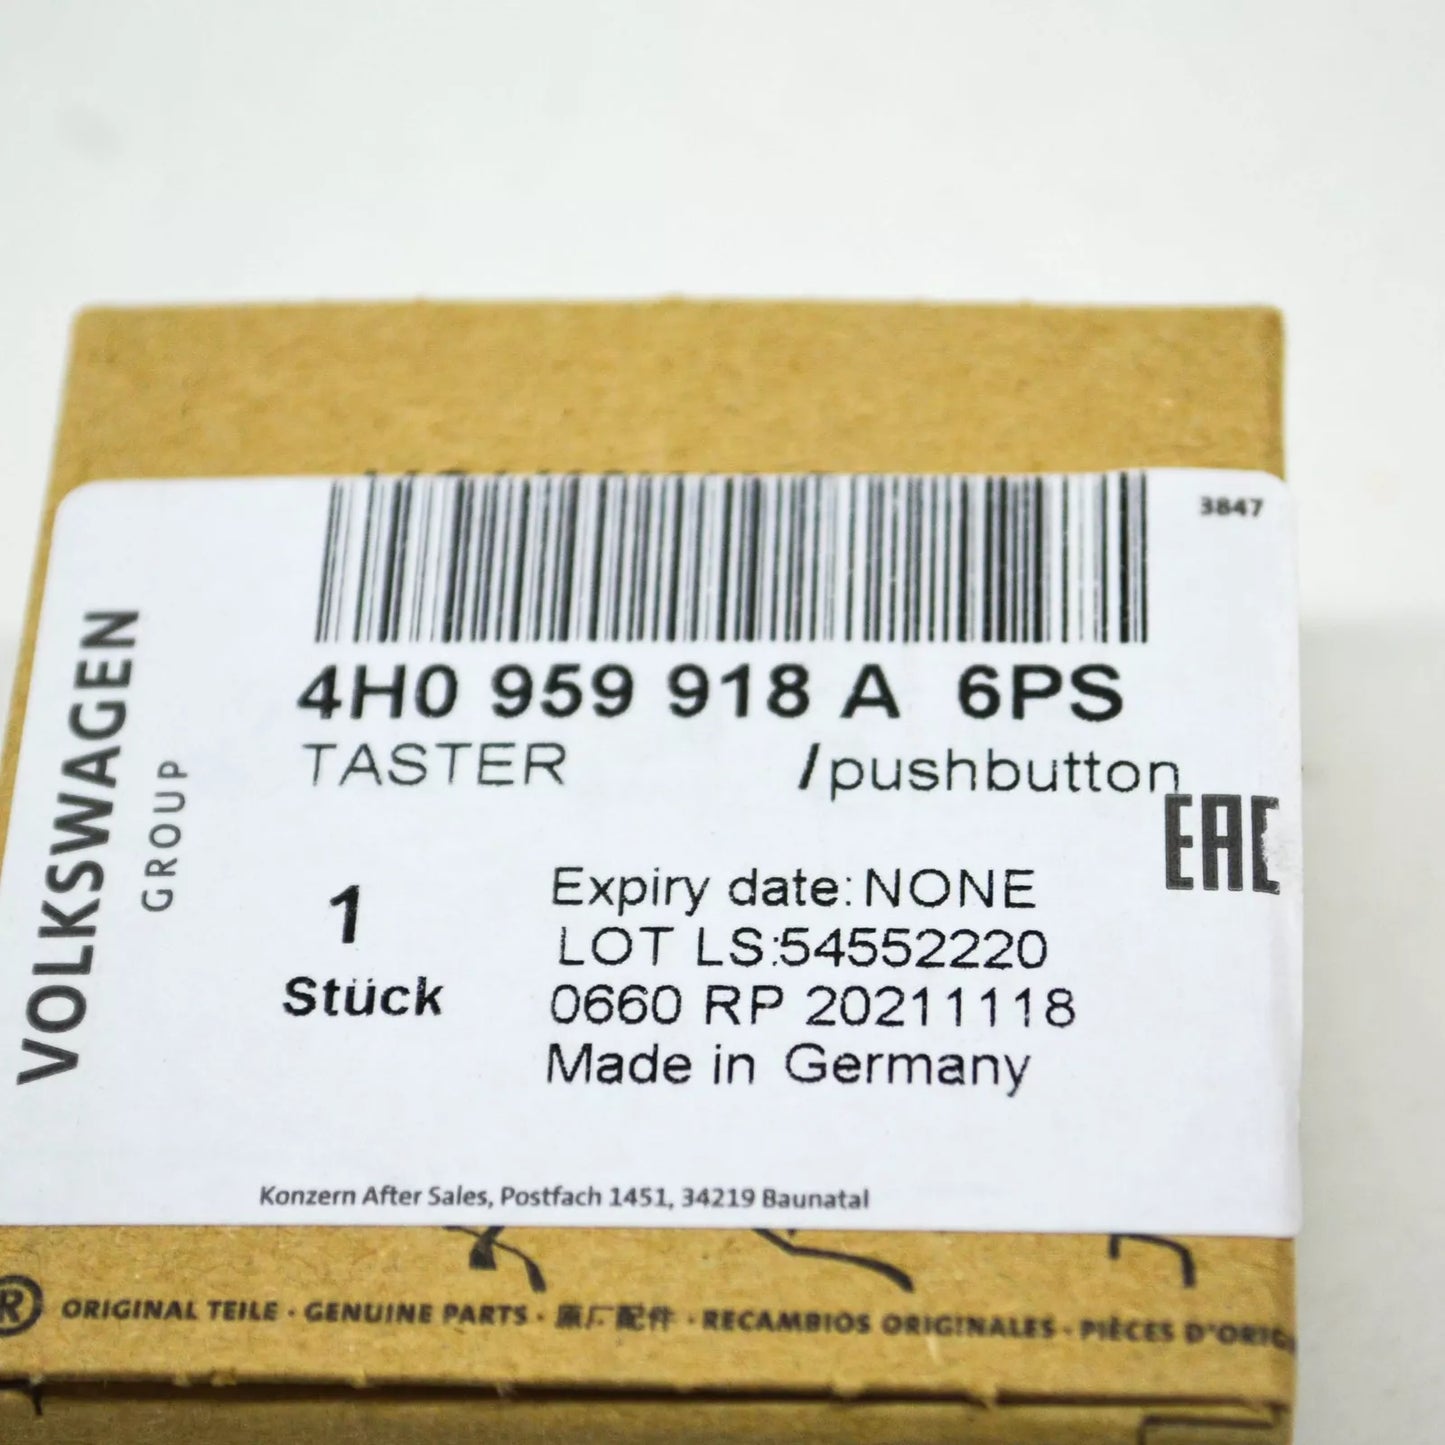 3847
4H0 959 918 A 6PS
TASTER /pushbutton
EAC
VOLKSWAGEN
GROUP
1
Stück
Expiry date: NONE
LOT LS:54552220
0660 RP 20211118
Made in Germany
Konzern After Sales, Postfach 1451, 34219 Baunatal
® ORIGINAL TEILE · GENUINE PARTS · 原厂配件 · RECAMBIOS ORIGINALES · PIÈCES D'ORIG